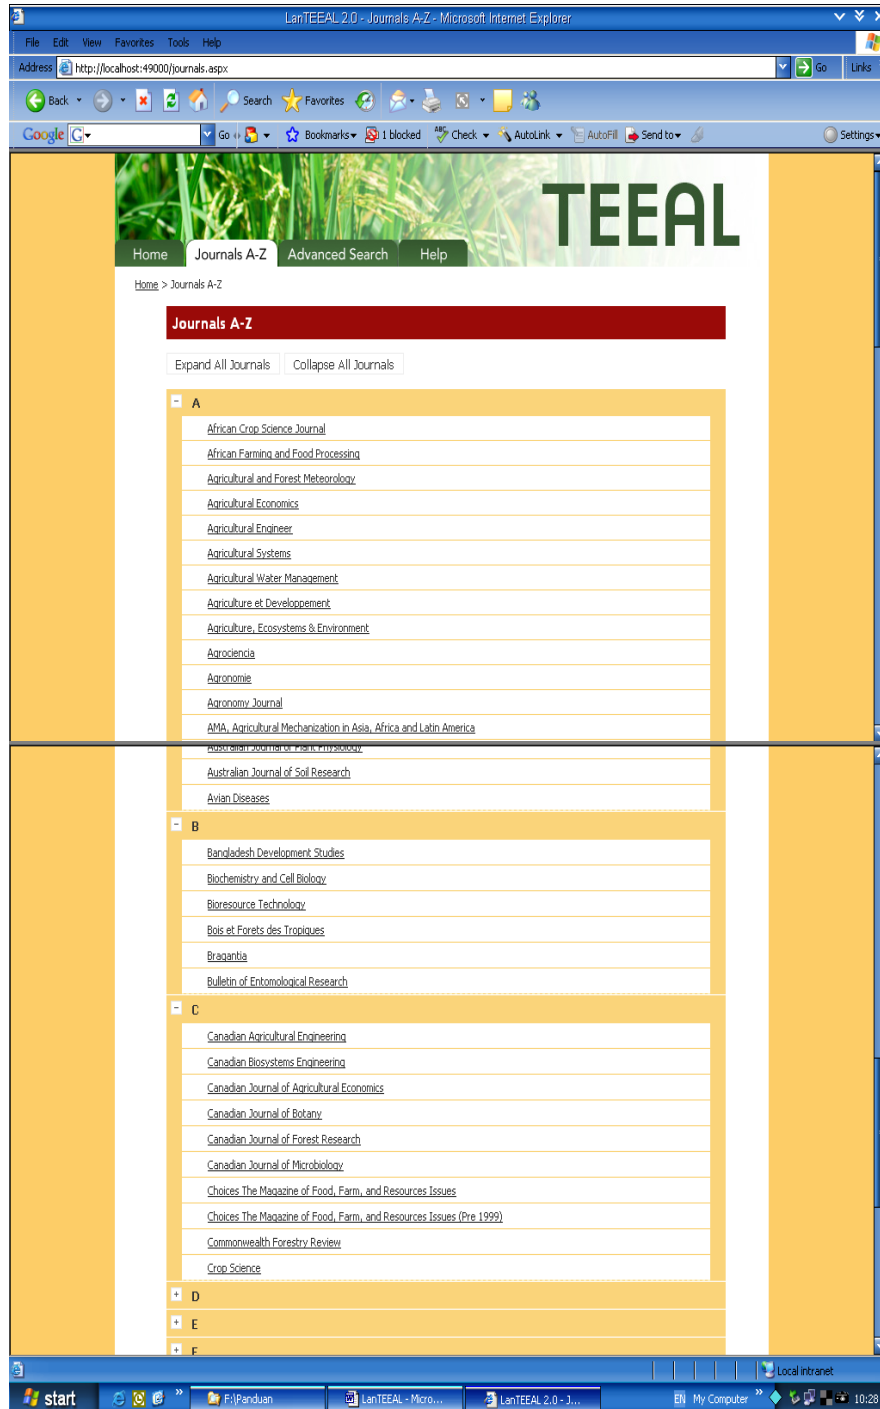 LanTEEAL 2.0 - Journals A-Z - Microsoft Internet Explorer
File Edit View Favorites Tools Help
Address http://localhost:49000/journals.aspx Go Links
Back Search Favorites
Google G Go Bookmarks 1 blocked ABC Check AutoLink AutoFill Send to Settings
TEEAL
Home Journals A-Z Advanced Search Help
Home > Journals A-Z
Journals A-Z
Expand All Journals Collapse All Journals
- A
African Crop Science Journal
African Farming and Food Processing
Agricultural and Forest Meteorology
Agricultural Economics
Agricultural Engineer
Agricultural Systems
Agricultural Water Management
Agriculture et Developpement
Agriculture, Ecosystems & Environment
Agrociencia
Agronomie
Agronomy Journal
AMA, Agricultural Mechanization in Asia, Africa and Latin America
Australian Journal of Plant Physiology
Australian Journal of Soil Research
Avian Diseases
- B
Bangladesh Development Studies
Biochemistry and Cell Biology
Bioresource Technology
Bois et Forets des Tropiques
Bragantia
Bulletin of Entomological Research
- C
Canadian Agricultural Engineering
Canadian Biosystems Engineering
Canadian Journal of Agricultural Economics
Canadian Journal of Botany
Canadian Journal of Forest Research
Canadian Journal of Microbiology
Choices The Magazine of Food, Farm, and Resources Issues
Choices The Magazine of Food, Farm, and Resources Issues (Pre 1999)
Commonwealth Forestry Review
Crop Science
+ D
+ E
+ F
Local intranet
start » F:\Panduan LanTEEAL - Micro... LanTEEAL 2.0 - J... EN My Computer » 10:28